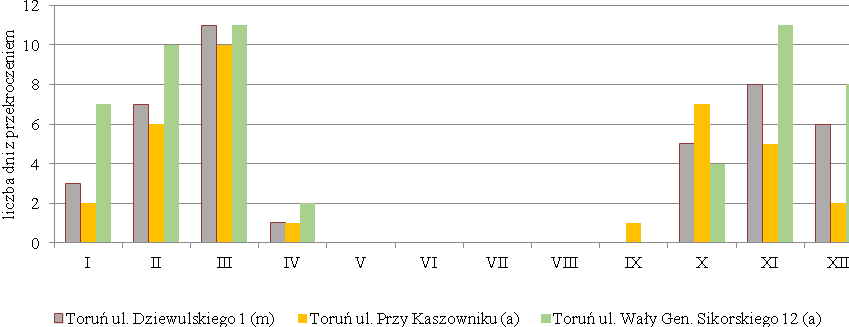 12
10
8
6
4
2
0
liczba dni z przekroczeniem
I II III IV V VI VII VIII IX X XI XII
Toruń ul. Dziewulskiego 1 (m) Toruń ul. Przy Kaszowniku (a) Toruń ul. Wały Gen. Sikorskiego 12 (a)